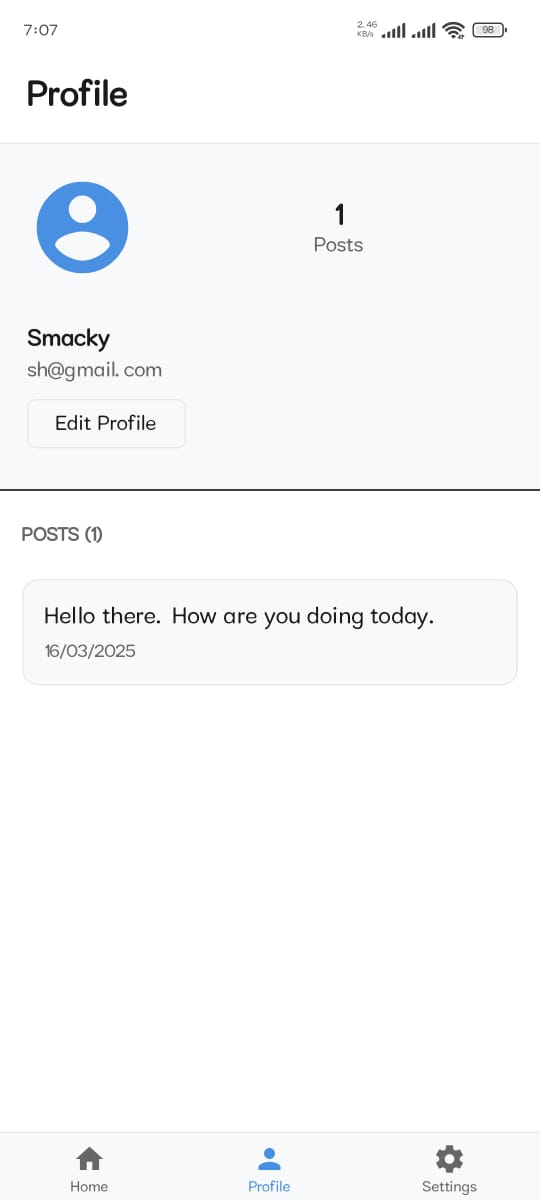 7:07
2.46
KB/s
98
Profile
1
Posts
Smacky
sh@gmail.com
Edit Profile
POSTS (1)
Hello there. How are you doing today.
16/03/2025
Home
Profile
Settings